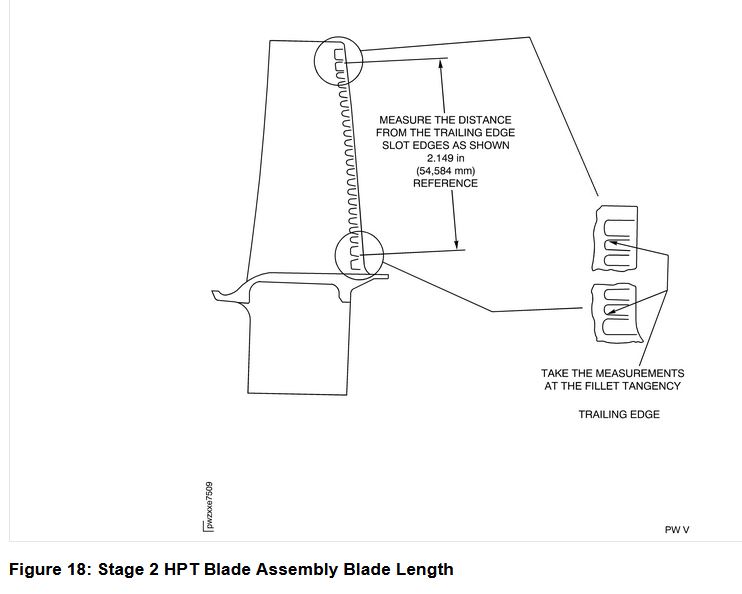 MEASURE THE DISTANCE
FROM THE TRAILING EDGE
SLOT EDGES AS SHOWN
2.149 in
(54,584 mm)
REFERENCE
TAKE THE MEASUREMENTS
AT THE FILLET TANGENCY
TRAILING EDGE
pwzxxe7509
PW V
Figure 18: Stage 2 HPT Blade Assembly Blade Length